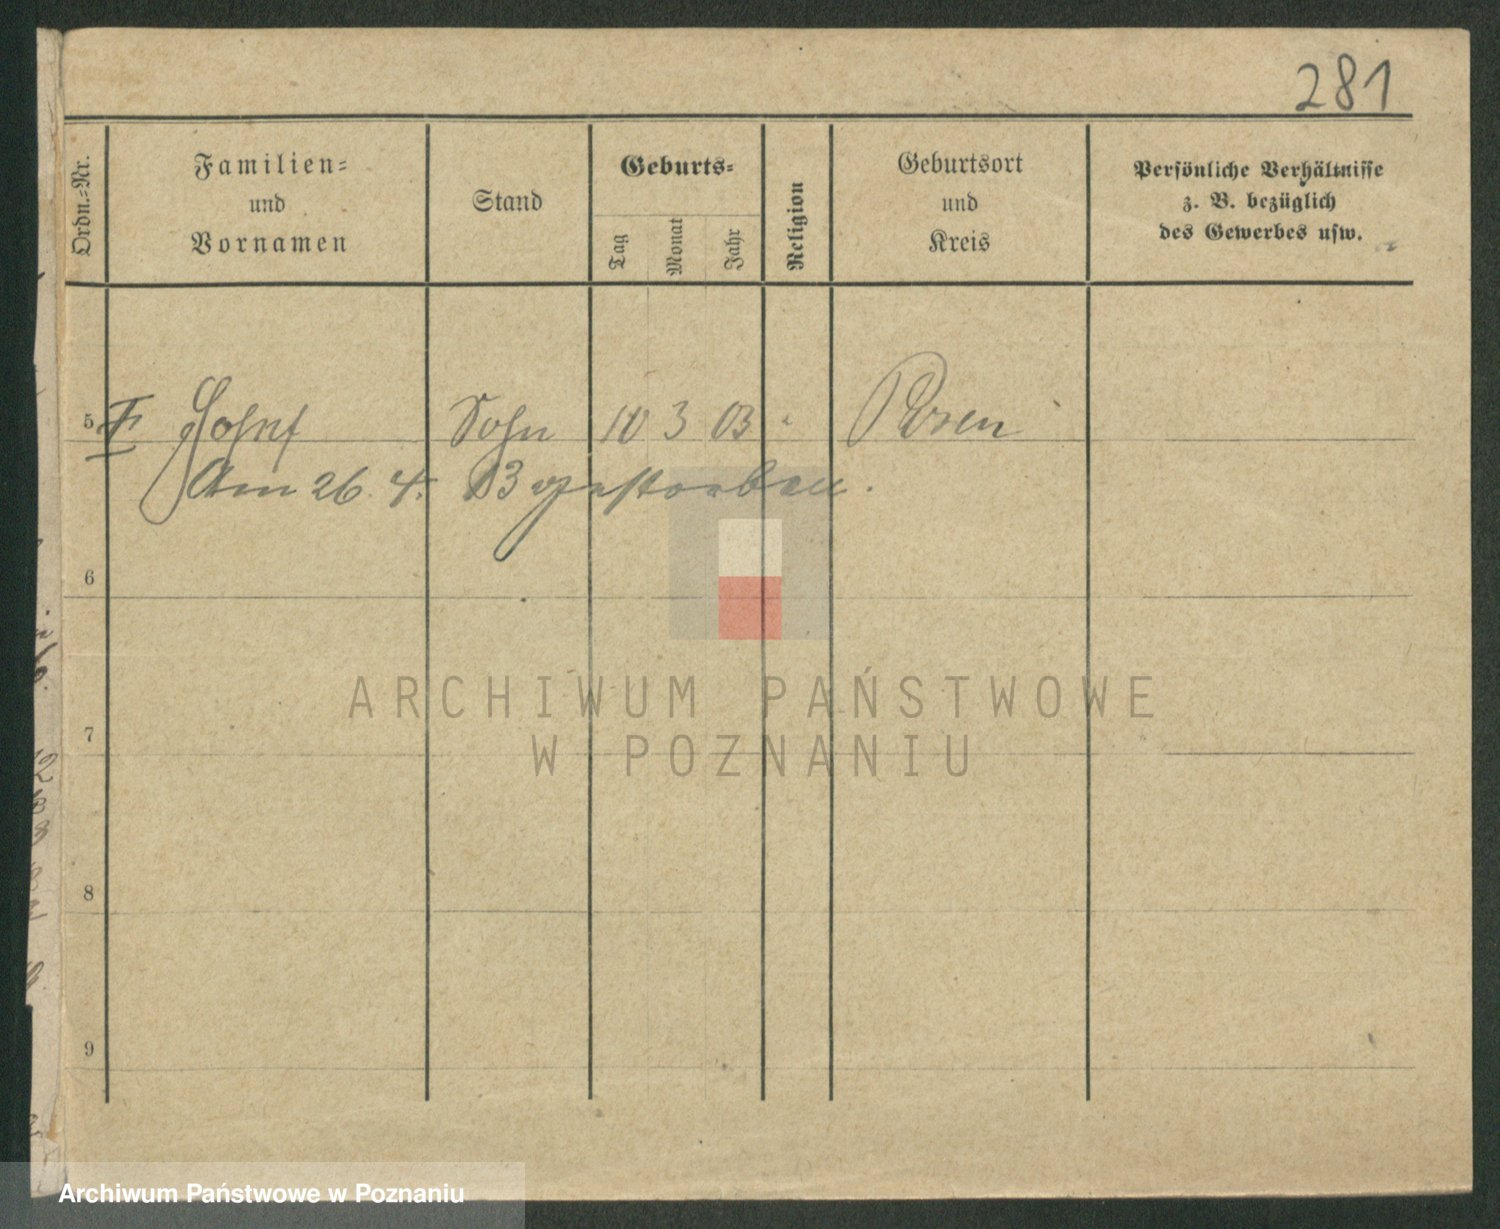 281
Ordn.=Nr.
Familien=
und
Vornamen
Stand
Geburts=
Tag
Monat
Jahr
Religion
Geburtsort
und
Kreis
Persönliche Verhältnisse
z. B. bezüglich
des Gewerbes usw.
5 Josef Sohn 10 3 03 " Posen
Am 26. 4. 03 gestorben.
6
ARCHIWUM PAŃSTWOWE
7
W POZNANIU
8
9
Archiwum Państwowe w Poznaniu